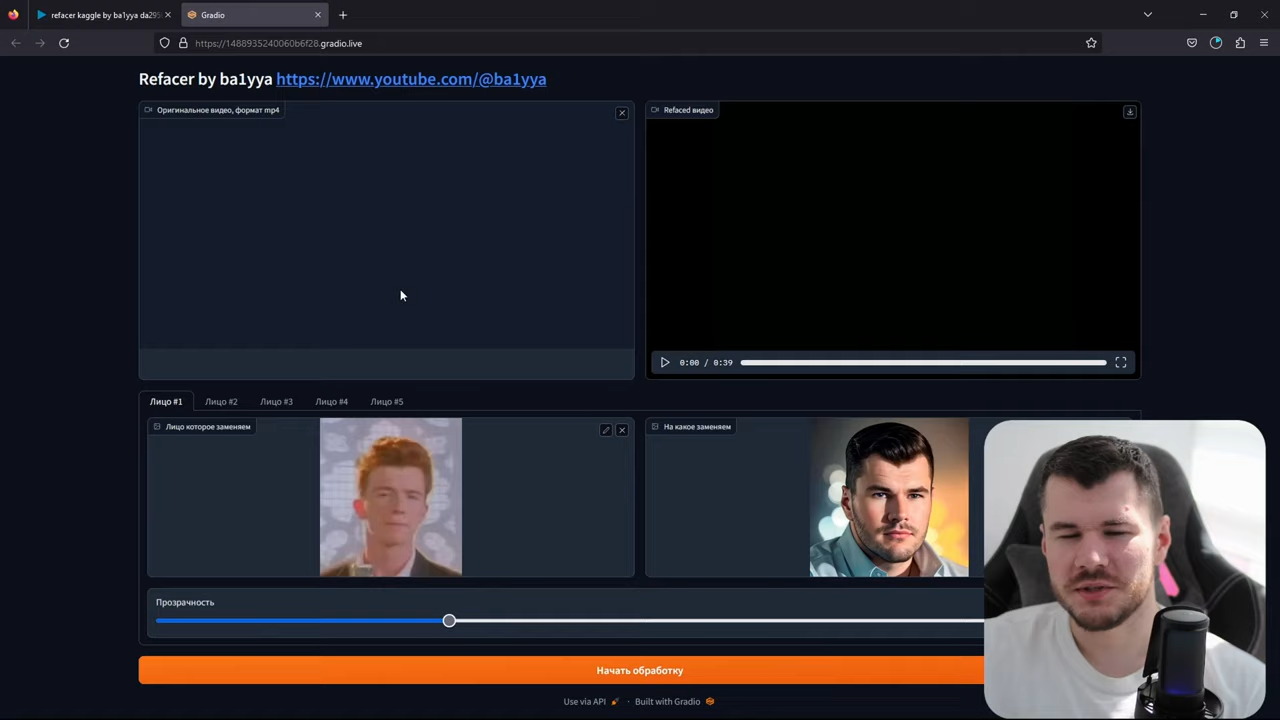 refacer kaggle by ba1yya da295
Gradio
https://1488935240060b6f28.gradio.live
Refacer by ba1yya https://www.youtube.com/@ba1yya
Оригинальное видео, формат mp4
Refaced видео
0:00 / 0:39
Лицо #1
Лицо #2
Лицо #3
Лицо #4
Лицо #5
Лицо которое заменяем
На какое заменяем
Прозрачность
Начать обработку
Use via API
·
Built with Gradio